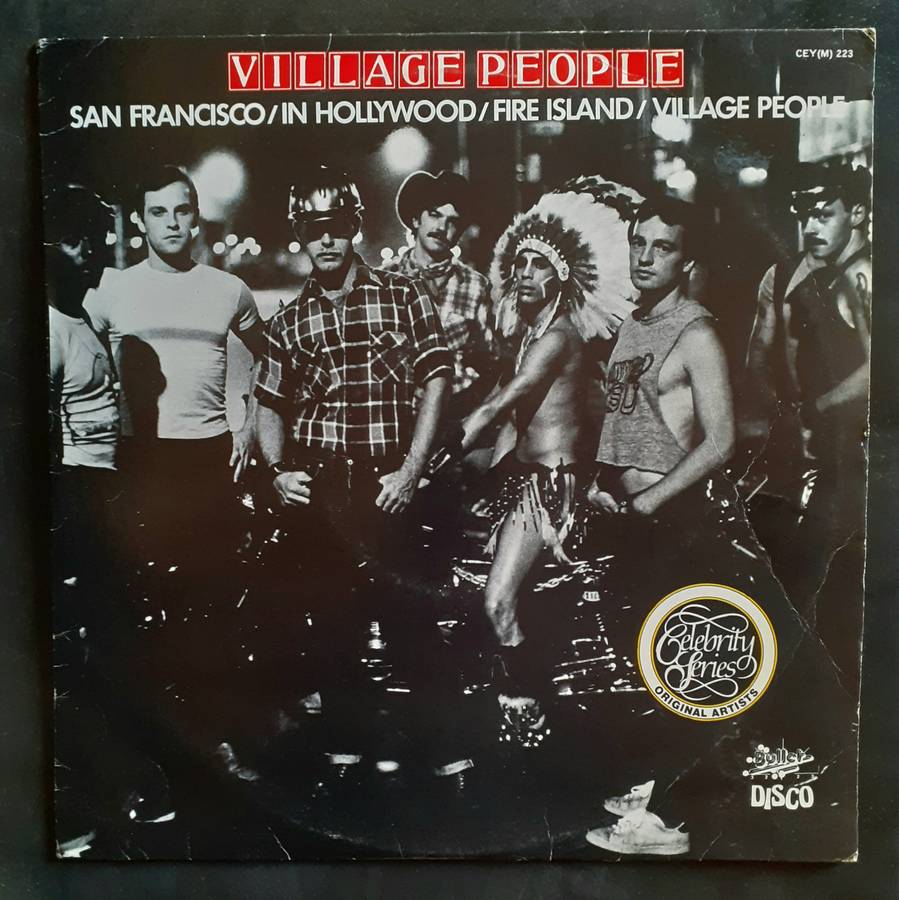 VILLAGE PEOPLE
CEY(M) 223
SAN FRANCISCO/IN HOLLYWOOD/FIRE ISLAND/VILLAGE PEOPLE
Celebrity
Series
ORIGINAL ARTISTS
Bullet
DISCO